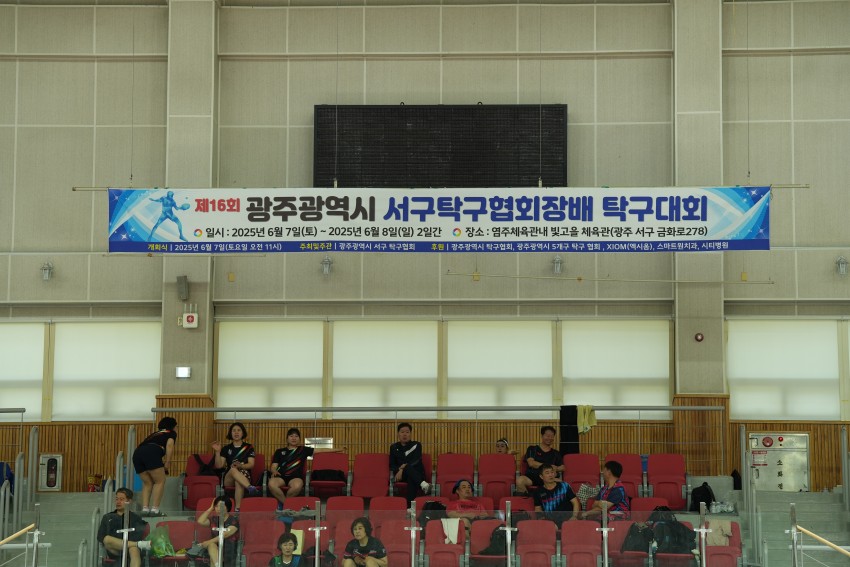 제16회 광주광역시 서구탁구협회장배 탁구대회
일시 : 2025년 6월 7일(토) ~ 2025년 6월 8일(일) 2일간 장소 : 염주체육관내 빛고을 체육관(광주 서구 금화로278)
개회식 | 2025년 6월 7일(토요일 오전 11시) 주최및주관 | 광주광역시 서구 탁구협회 후원 | 광주광역시 탁구협회, 광주광역시 5개구 탁구 협회 , XIOM(엑시옴), 스마트원치과, 시티병원
소화전